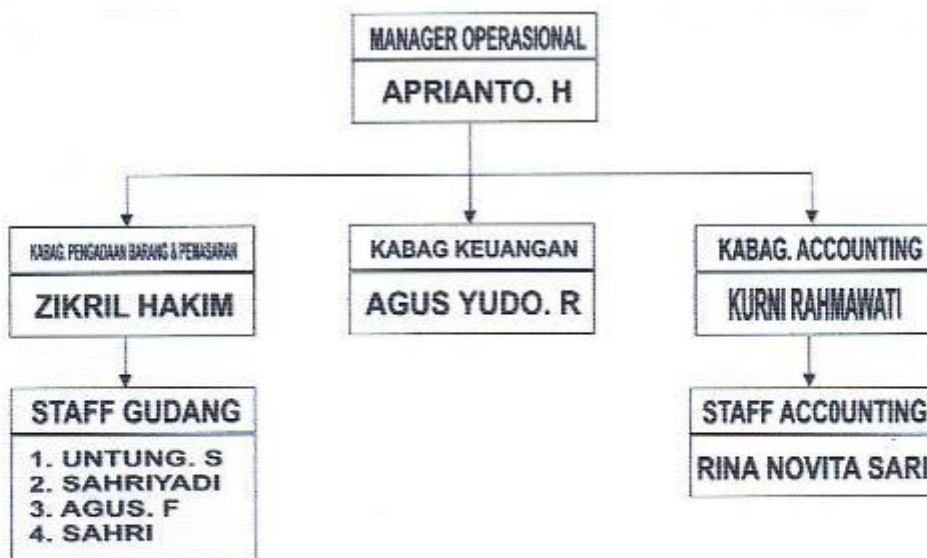 MANAGER OPERASIONAL
APRIANTO. H
KABAG. PENGADAAN BARANG & PEMASARAN
ZIKRIL HAKIM
KABAG KEUANGAN
AGUS YUDO. R
KABAG. ACCOUNTING
KURNI RAHMAWATI
STAFF GUDANG
1. UNTUNG. S
2. SAHRIYADI
3. AGUS. F
4. SAHRI
STAFF ACCOUNTING
RINA NOVITA SARI